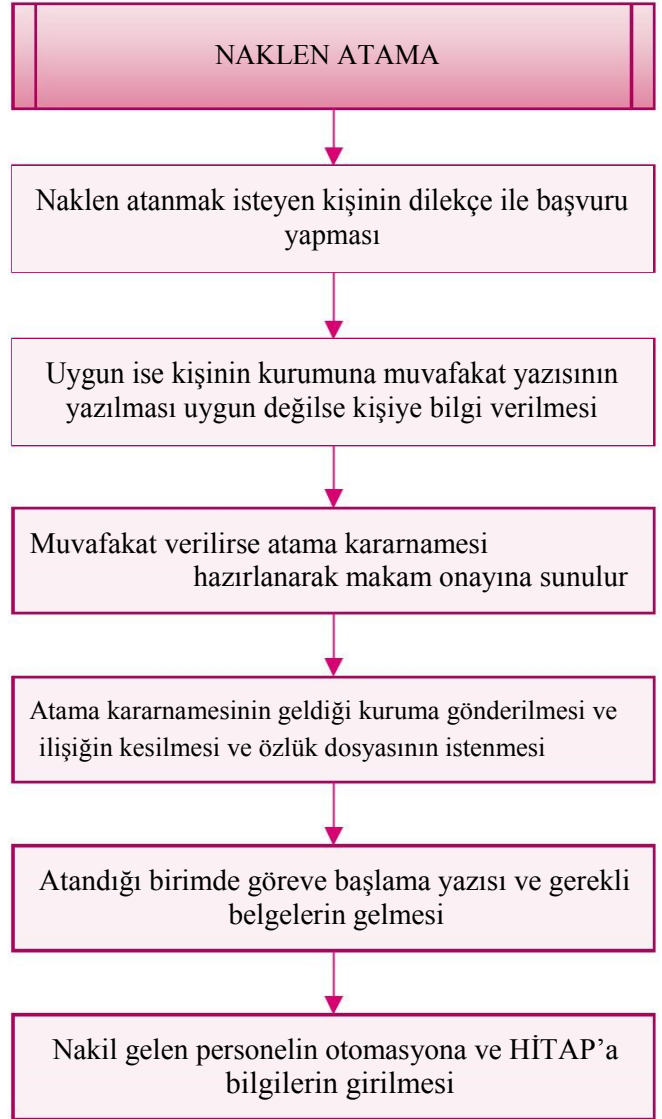 NAKLEN ATAMA
Naklen atanmak isteyen kişinin dilekçe ile başvuru
yapması
Uygun ise kişinin kurumuna muvafakat yazısının
yazılması uygun değilse kişiye bilgi verilmesi
Muvafakat verilirse atama kararnamesi
hazırlanarak makam onayına sunulur
Atama kararnamesinin geldiği kuruma gönderilmesi ve
ilişiğin kesilmesi ve özlük dosyasının istenmesi
Atandığı birimde göreve başlama yazısı ve gerekli
belgelerin gelmesi
Nakil gelen personelin otomasyona ve HİTAP’a
bilgilerin girilmesi